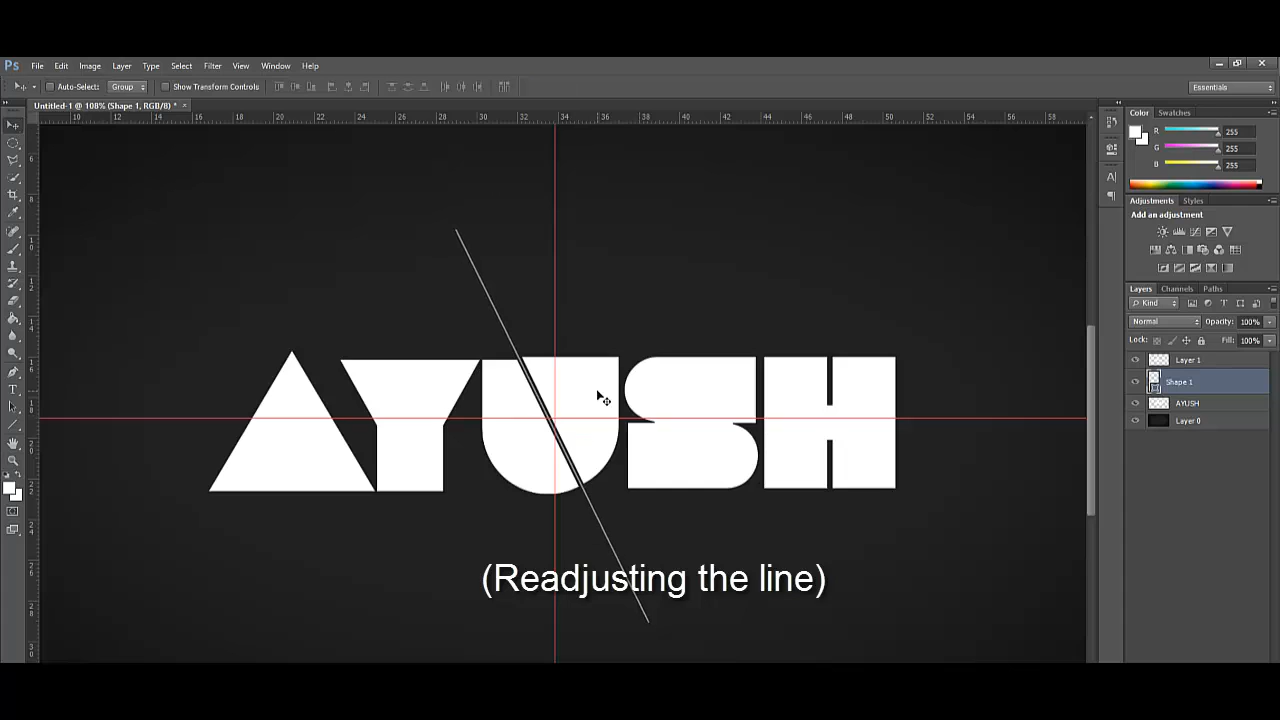 Ps File Edit Image Layer Type Select Filter View Window Help
Auto-Select: Group Show Transform Controls Essentials
Untitled-1 @ 108% (Shape 1, RGB/8) * ×
10 12 14 16 18 20 22 24 26 28 30 32 34 36 38 40 42 44 46 48 50 52 54 56 58
Color Swatches
R 255
G 255
B 255
Adjustments Styles
Add an adjustment
Layers Channels Paths
Kind
Normal Opacity: 100%
Lock: Fill: 100%
Layer 1
Shape 1
AYUSH
Layer 0
AYUSH
(Readjusting the line)